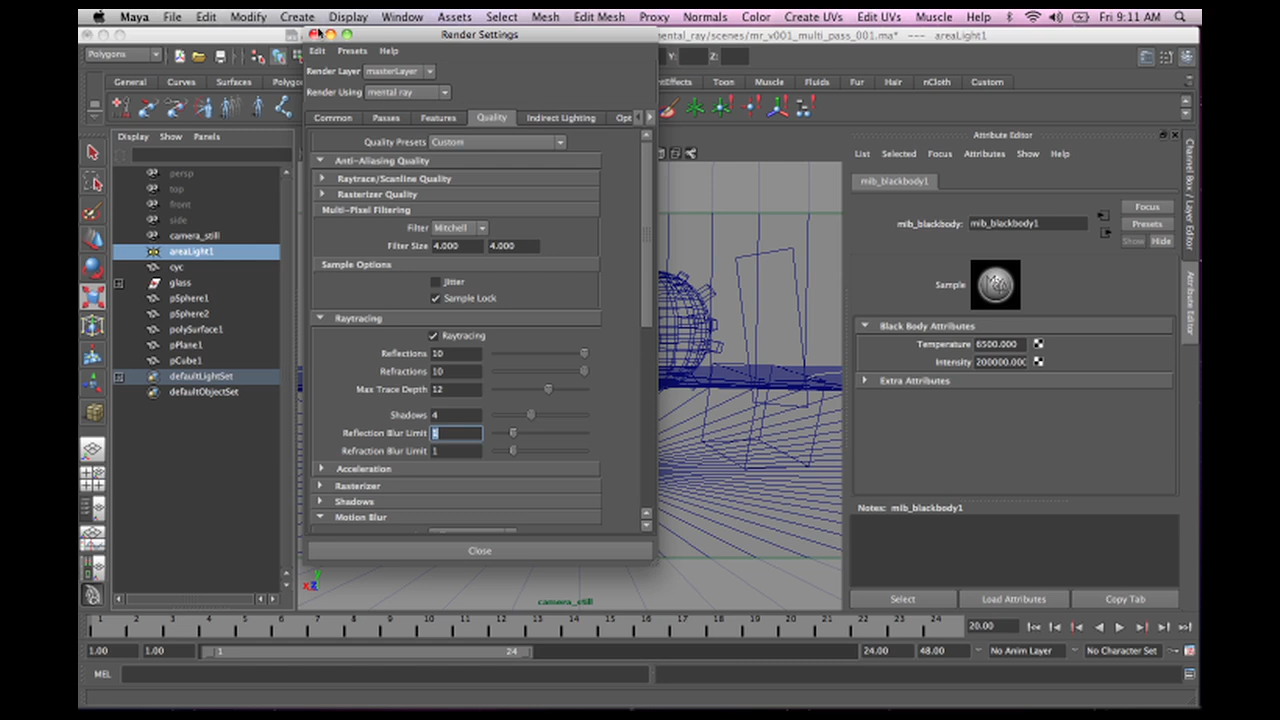 Maya File Edit Modify Create Display Window Assets Select Mesh Edit Mesh Proxy Normals Color Create UVs Edit UVs Muscle Help Fri 9:11 AM
Render Settings
mental_ray/scenes/mr_v001_multi_pass_001.ma* --- areaLight1
Edit Presets Help
Polygons
Y: Z:
Render Layer masterLayer
Render Using mental ray
General Curves Surfaces Polygo
Effects Toon Muscle Fluids Fur Hair nCloth Custom
Common Passes Features Quality Indirect Lighting Opt
Display Show Panels
Attribute Editor
List Selected Focus Attributes Show Help
Quality Presets Custom
Anti-Aliasing Quality
Raytrace/Scanline Quality
Rasterizer Quality
Multi-Pixel Filtering
Filter Mitchell
Filter Size 4.000 4.000
Sample Options
Jitter
Sample Lock
Raytracing
Raytracing
Reflections 10
Refractions 10
Max Trace Depth 12
Shadows 4
Reflection Blur Limit
Refraction Blur Limit 1
Acceleration
Rasterizer
Shadows
Motion Blur
Close
persp
top
front
side
camera_still
areaLight1
cyc
glass
pSphere1
pSphere2
polySurface1
pPlane1
pCube1
defaultLightSet
defaultObjectSet
mib_blackbody1
mib_blackbody: mib_blackbody1
Focus
Presets
Show Hide
Sample
Black Body Attributes
Temperature 6500.000
Intensity 200000.000
Extra Attributes
Notes: mib_blackbody1
Select Load Attributes Copy Tab
Channel Box / Layer Editor
Attribute Editor
y
x z
camera_still
1 2 3 4 5 6 7 8 9 10 11 12 13 14 15 16 17 18 19 20 21 22 23 24
20.00
1.00 1.00 1 24 24.00 48.00 No Anim Layer No Character Set
MEL